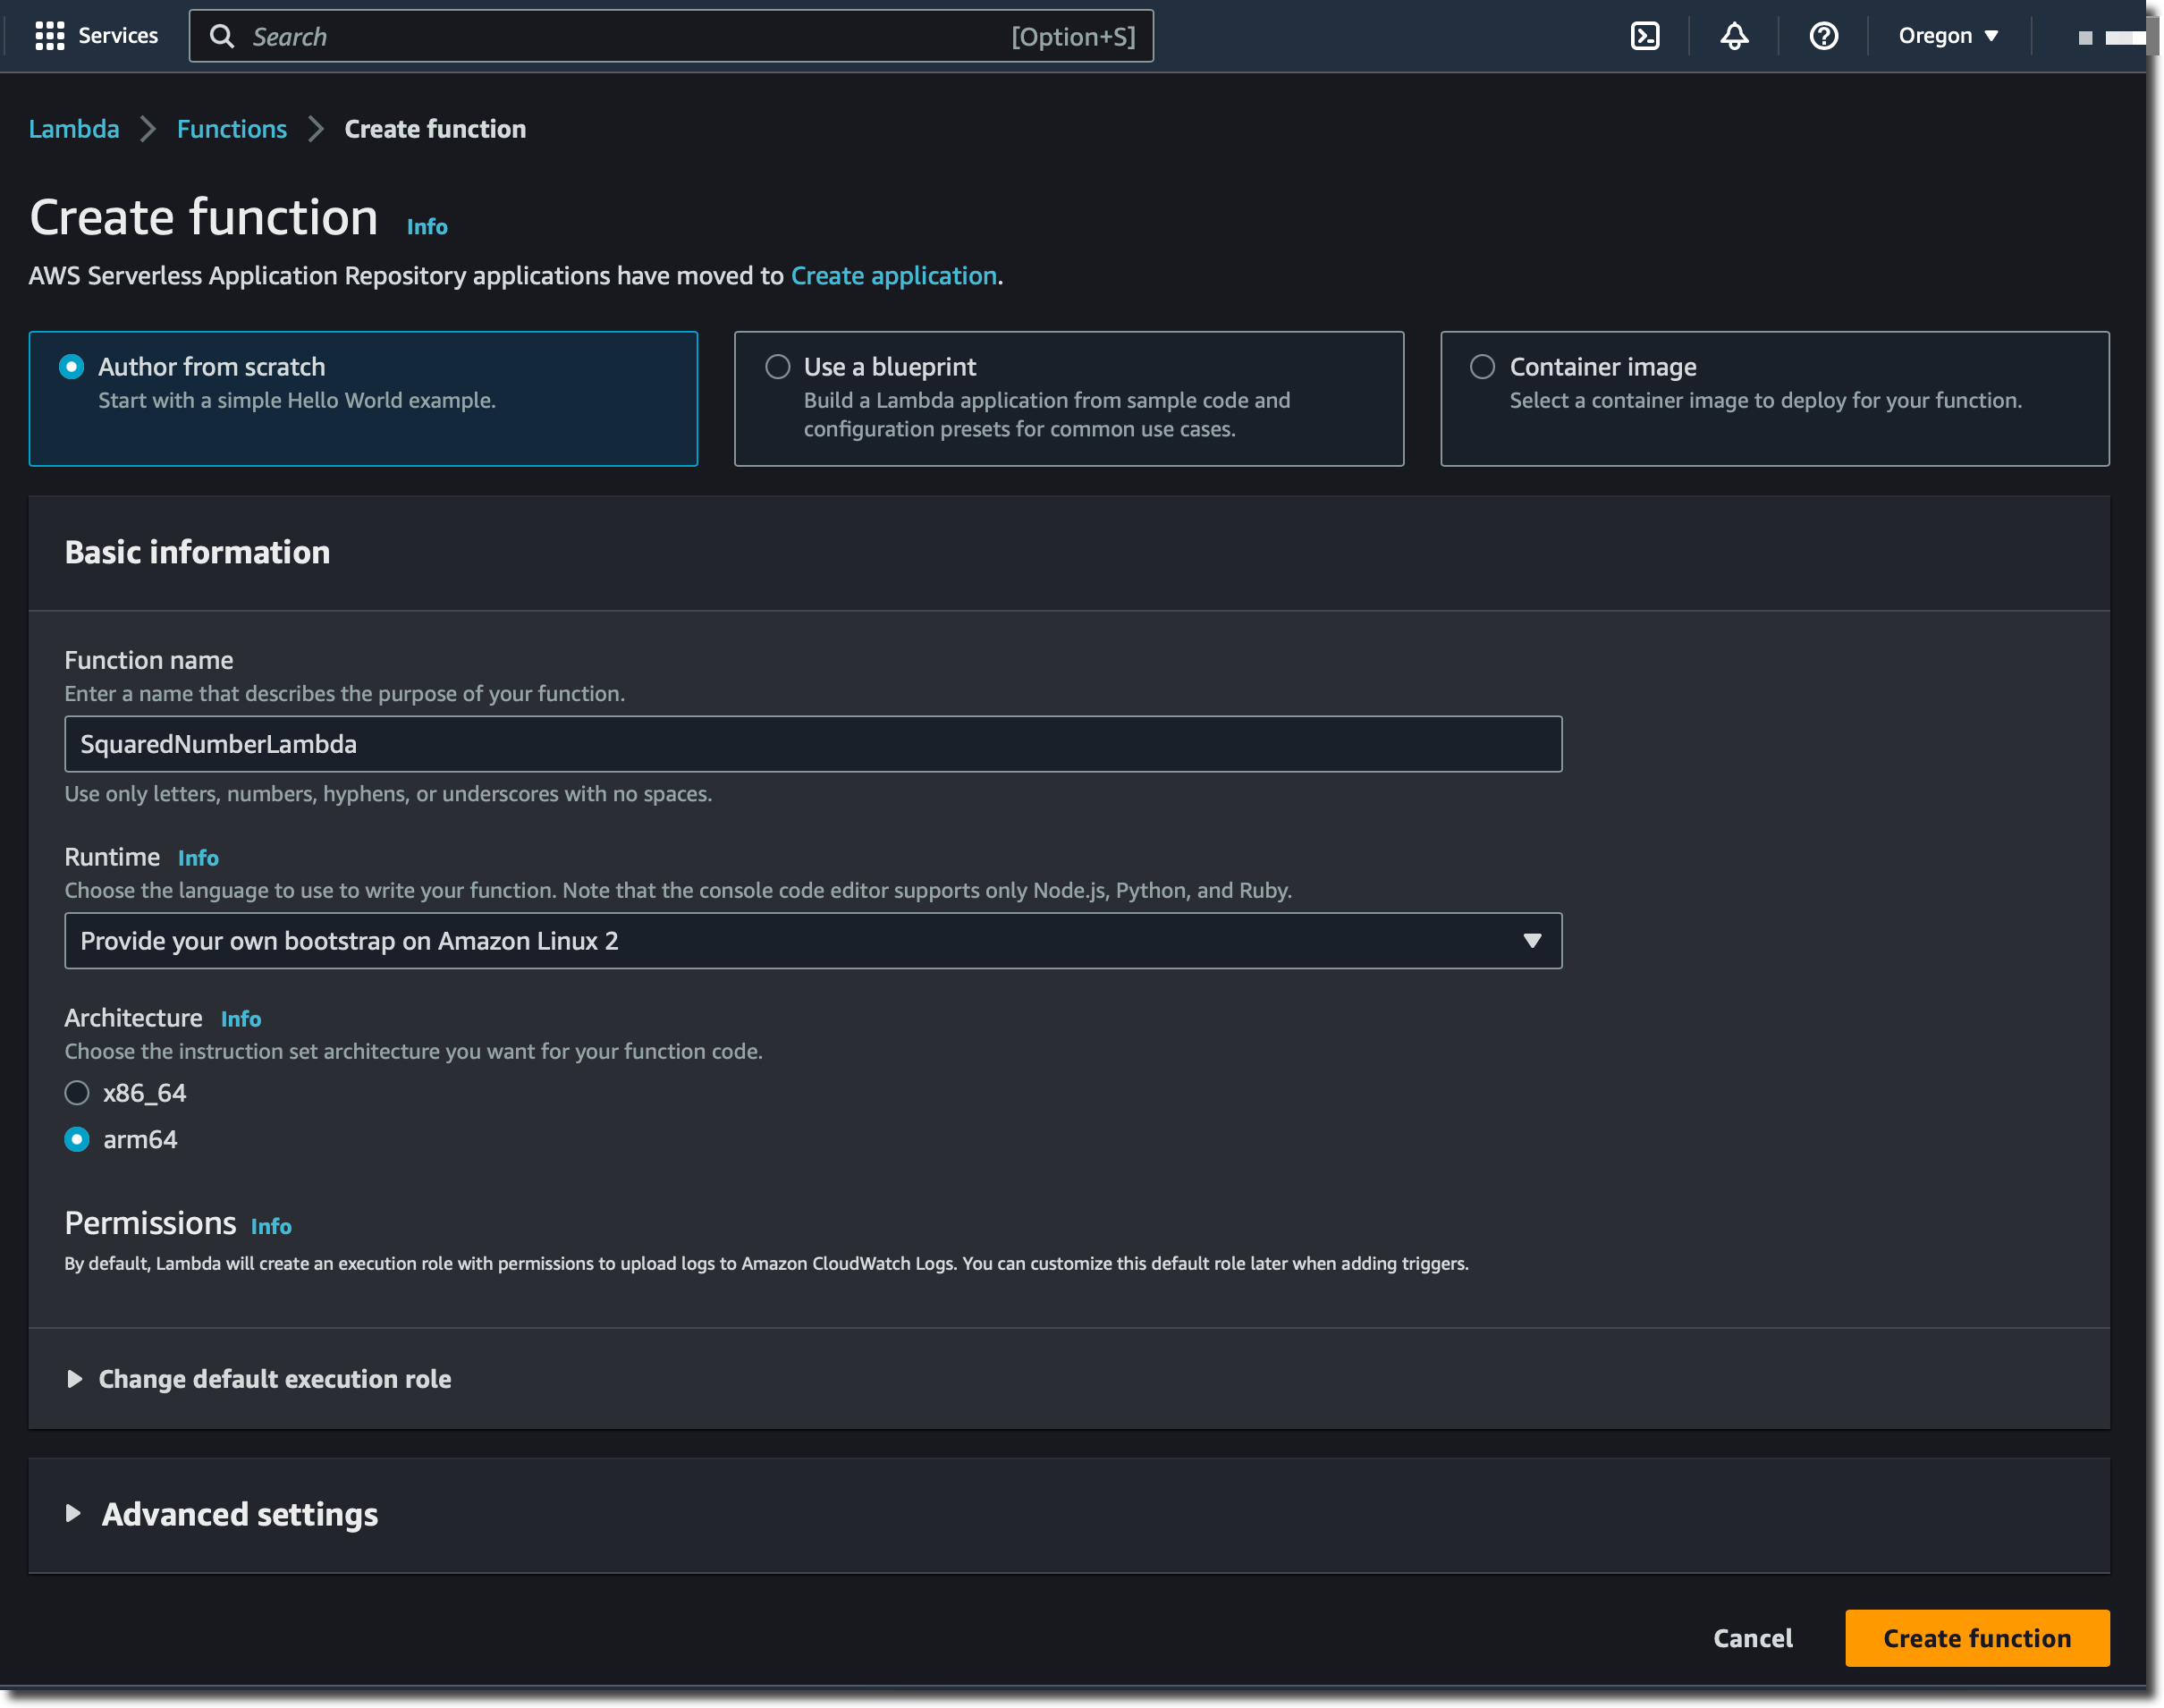 Services
Search [Option+S]
Oregon
Lambda Functions Create function
Create function Info
AWS Serverless Application Repository applications have moved to Create application.
Author from scratch
Start with a simple Hello World example.
Use a blueprint
Build a Lambda application from sample code and
configuration presets for common use cases.
Container image
Select a container image to deploy for your function.
Basic information
Function name
Enter a name that describes the purpose of your function.
SquaredNumberLambda
Use only letters, numbers, hyphens, or underscores with no spaces.
Runtime Info
Choose the language to use to write your function. Note that the console code editor supports only Node.js, Python, and Ruby.
Provide your own bootstrap on Amazon Linux 2
Architecture Info
Choose the instruction set architecture you want for your function code.
x86_64
arm64
Permissions Info
By default, Lambda will create an execution role with permissions to upload logs to Amazon CloudWatch Logs. You can customize this default role later when adding triggers.
Change default execution role
Advanced settings
Cancel
Create function